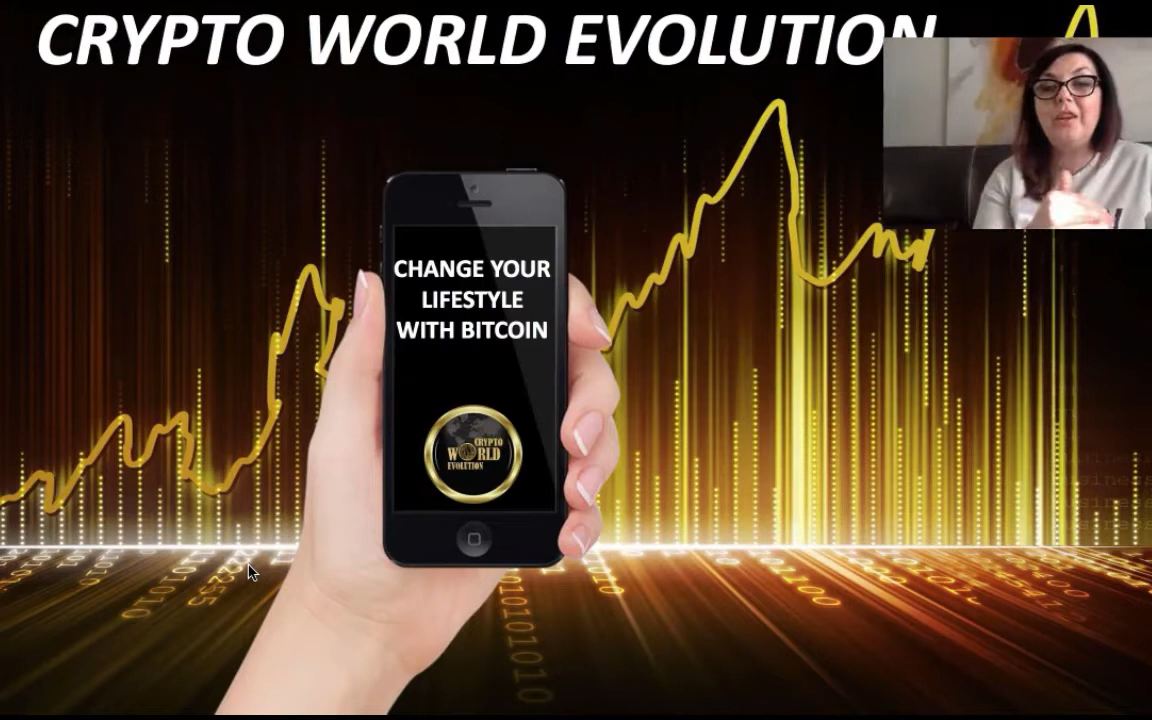 CRYPTO WORLD EVOLUTION
CHANGE YOUR
LIFESTYLE
WITH BITCOIN
CRYPTO
WORLD
EVOLUTION